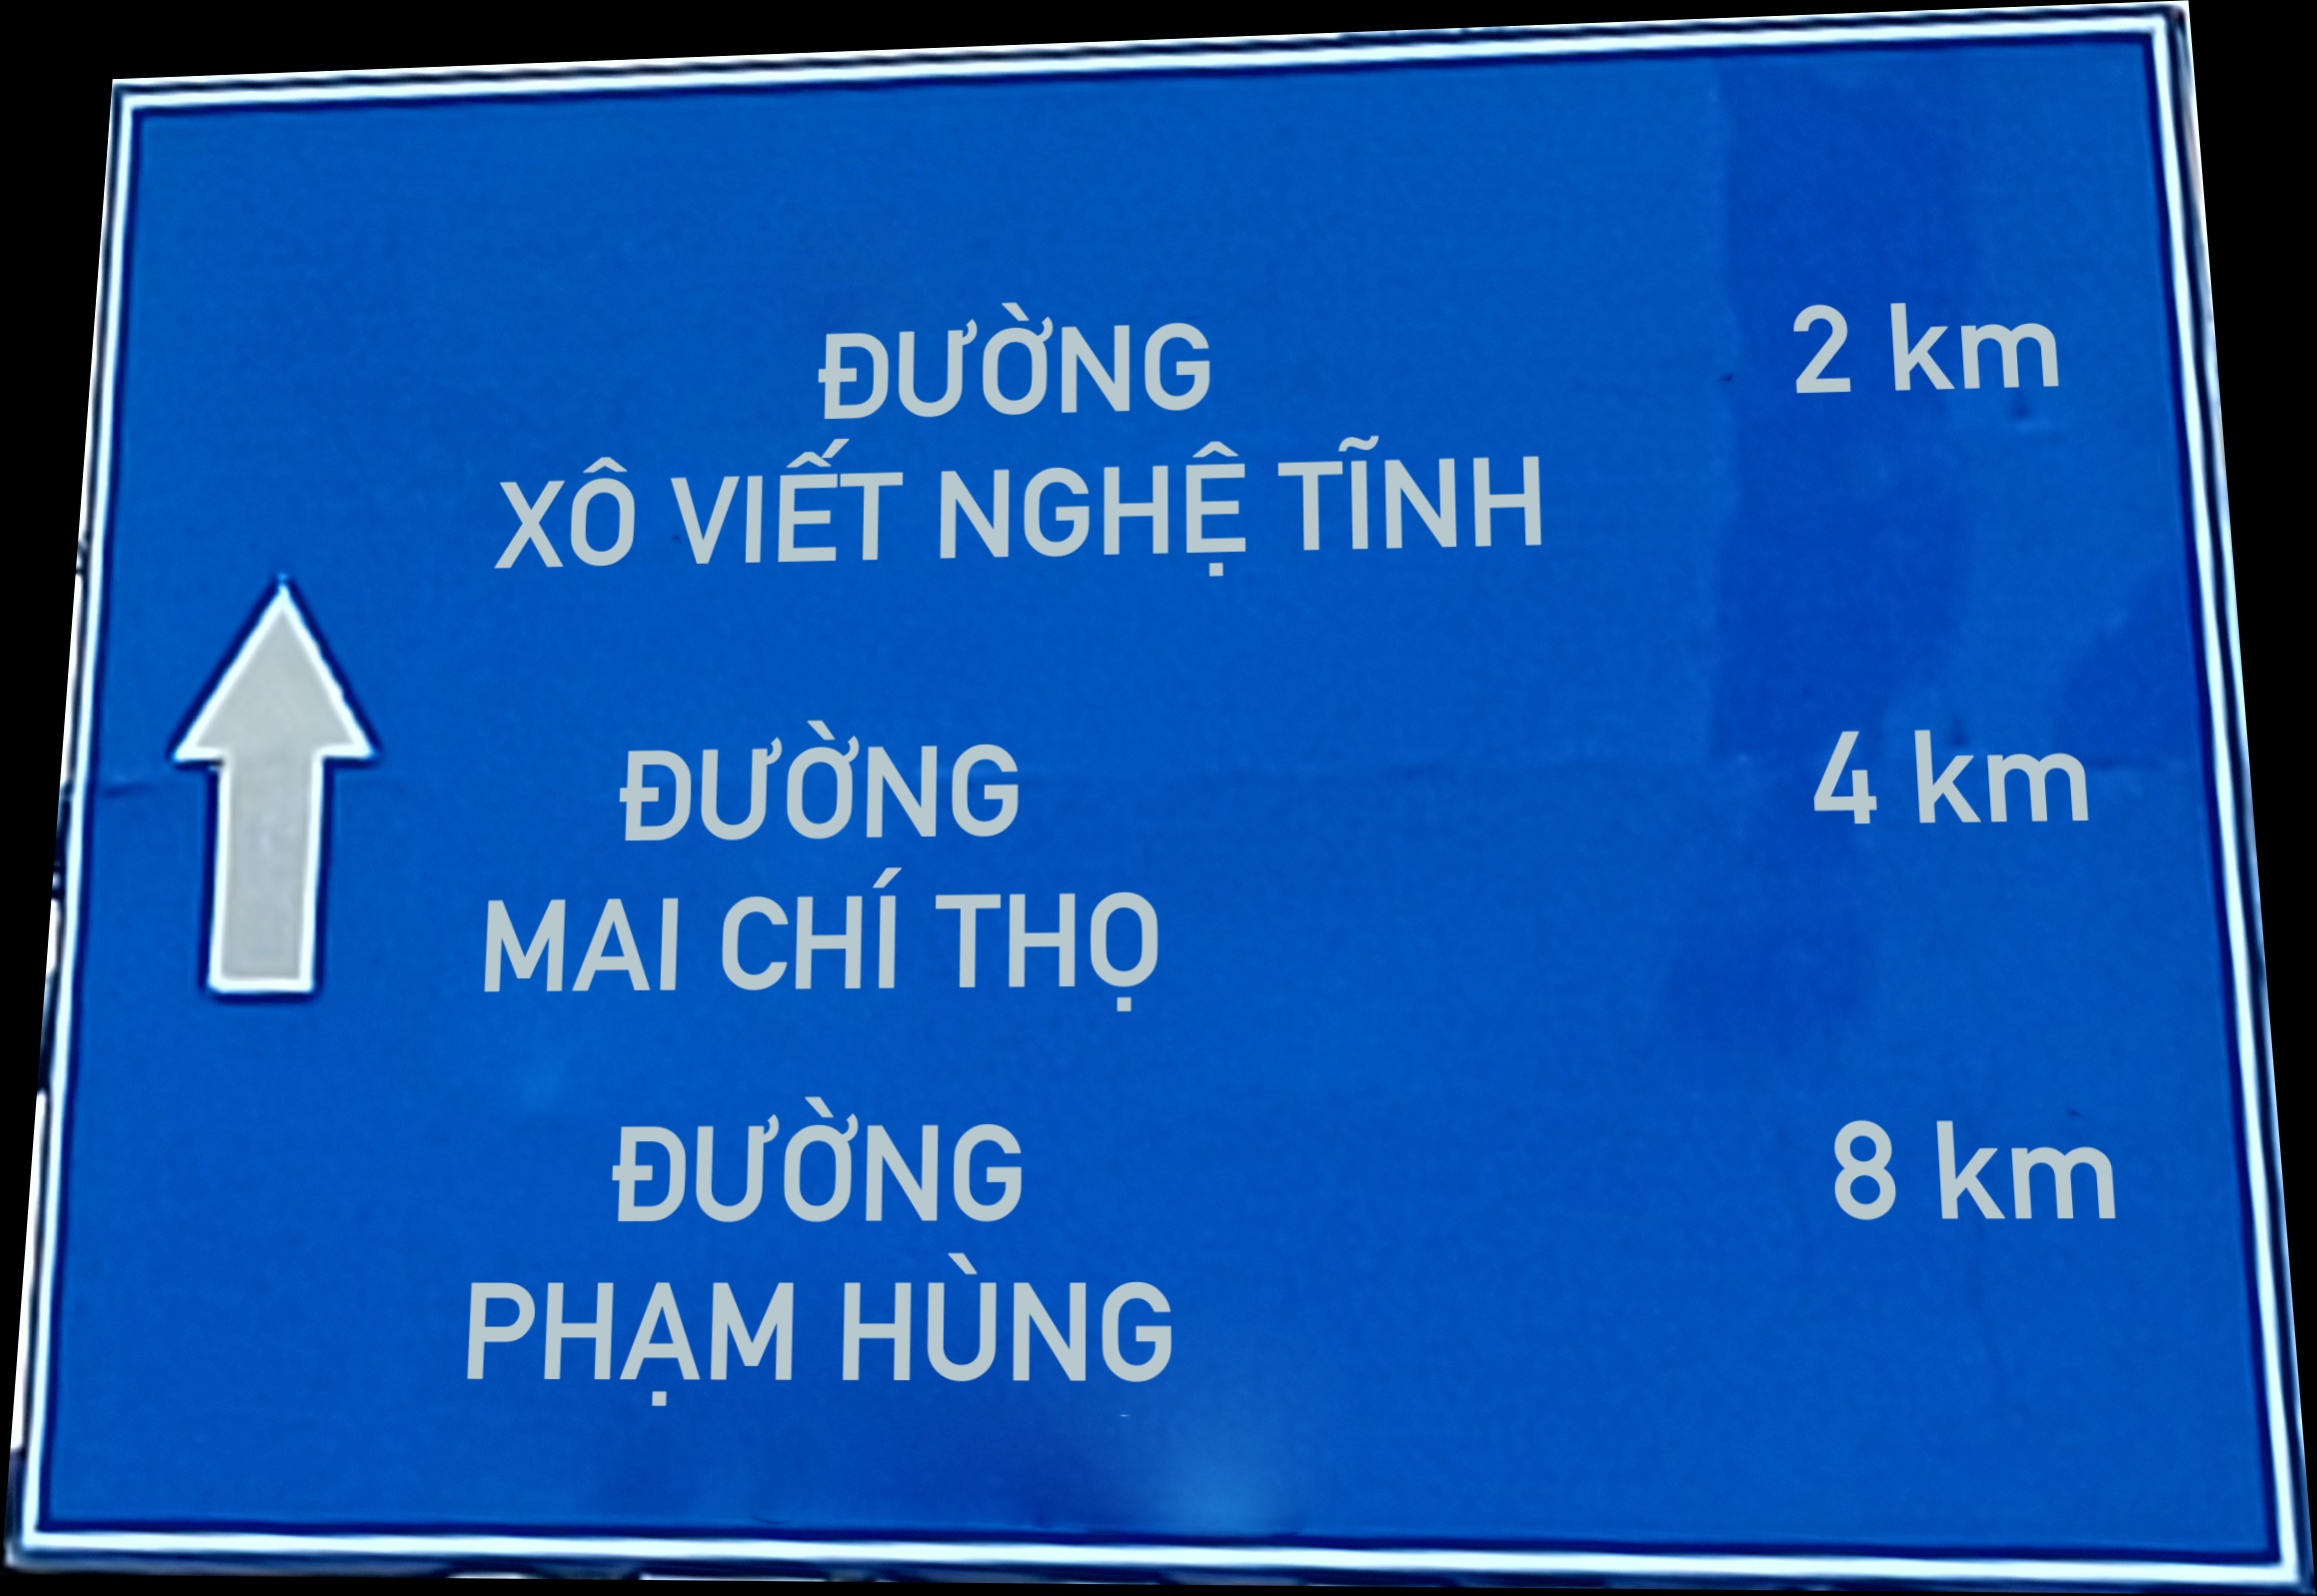 ĐƯỜNG 2 km
XÔ VIẾT NGHỆ TĨNH
ĐƯỜNG 4 km
MAI CHÍ THỌ
ĐƯỜNG 8 km
PHẠM HÙNG